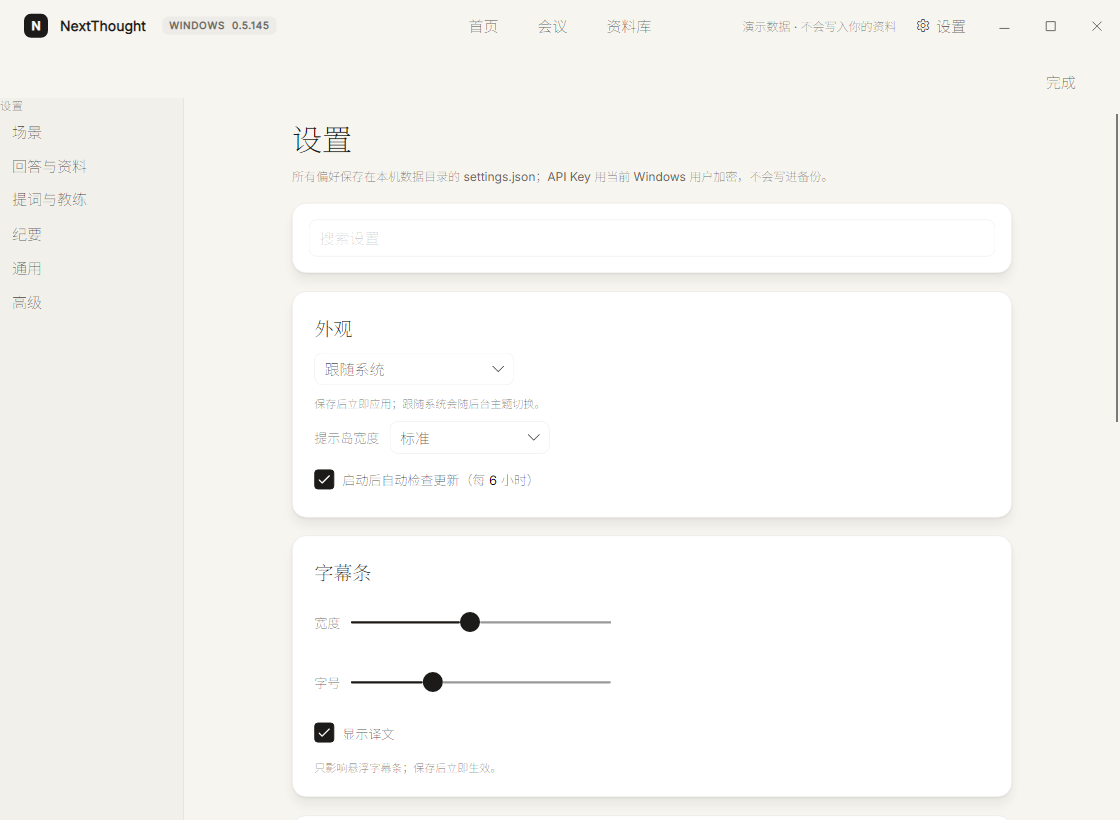 N NextThought WINDOWS 0.5.145 首页 会议 资料库 演示数据 · 不会写入你的资料 设置
完成
设置
场景
回答与资料
提词与教练
纪要
通用
高级
设置
所有偏好保存在本机数据目录的 settings.json；API Key 用当前 Windows 用户加密，不会写进备份。
搜索设置
外观
跟随系统
保存后立即应用；跟随系统会随后台主题切换。
提示岛宽度 标准
启动后自动检查更新（每 6 小时）
字幕条
宽度
字号
显示译文
只影响悬浮字幕条；保存后立即生效。